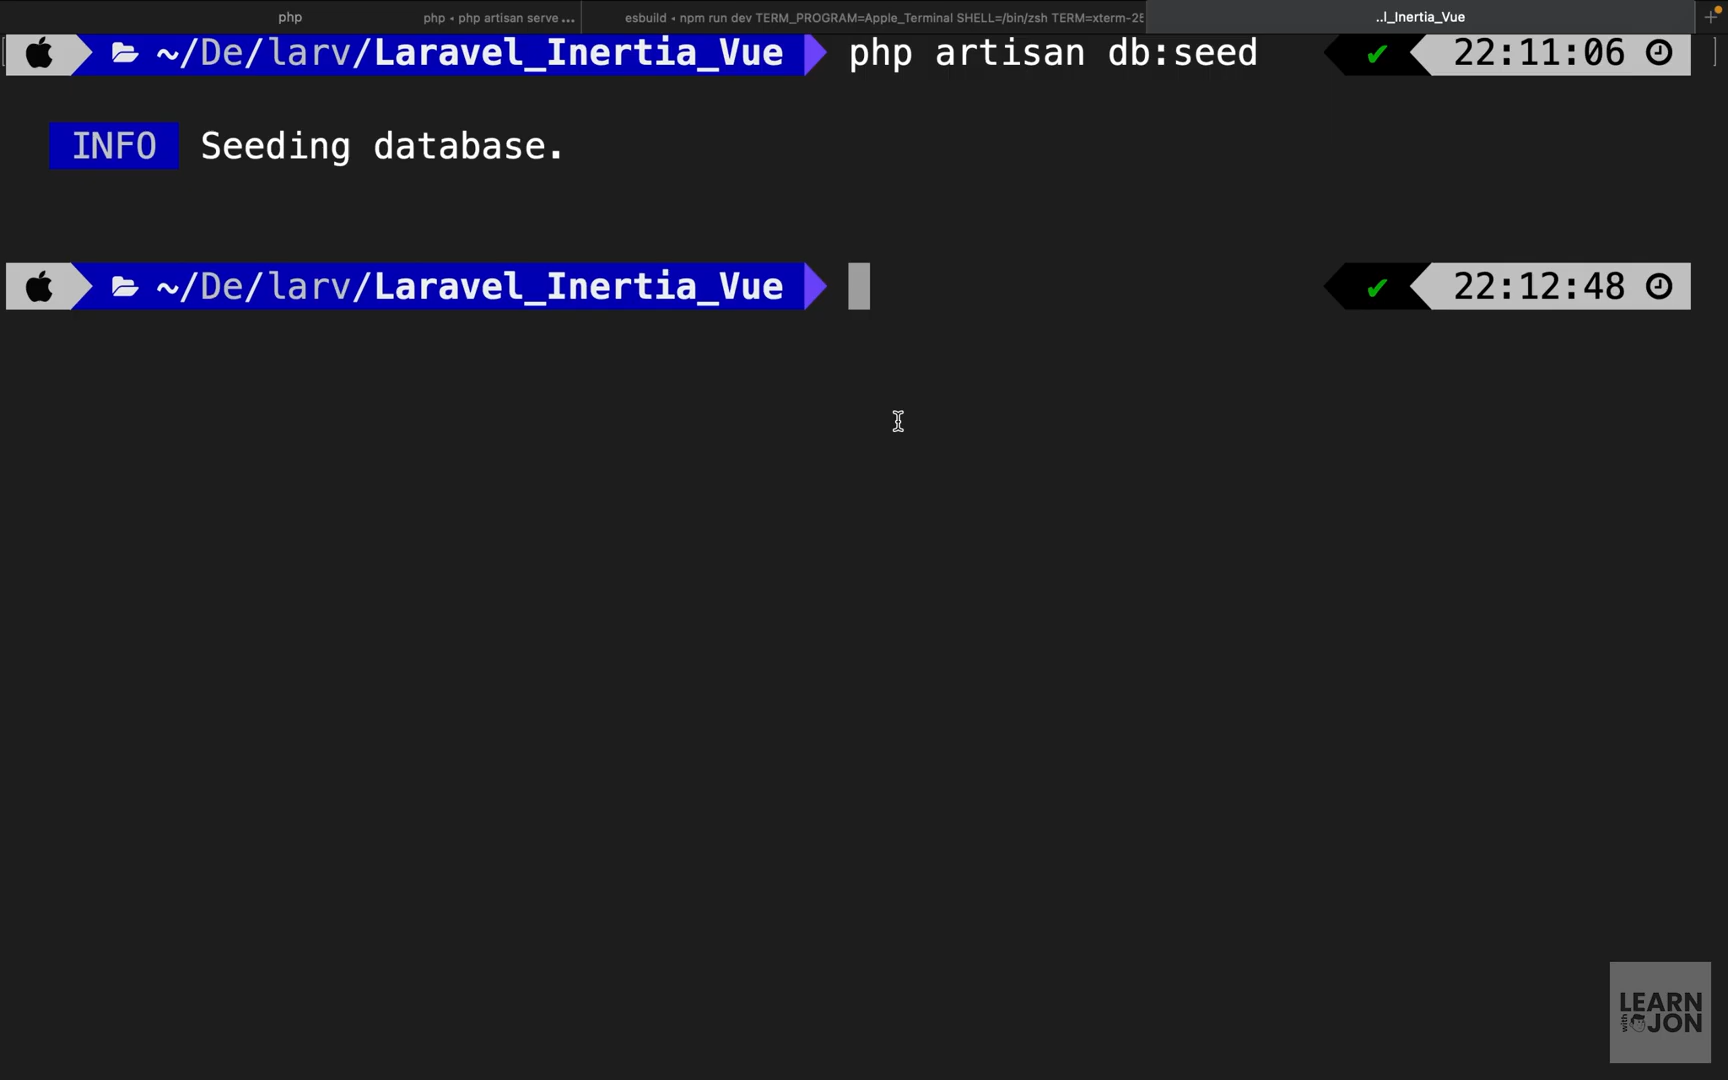 php
php • php artisan serve ...
esbuild • npm run dev TERM_PROGRAM=Apple_Terminal SHELL=/bin/zsh TERM=xterm-25
..l_Inertia_Vue
~/De/larv/Laravel_Inertia_Vue php artisan db:seed ✔ 22:11:06
INFO Seeding database.
~/De/larv/Laravel_Inertia_Vue ✔ 22:12:48
LEARN
with JON